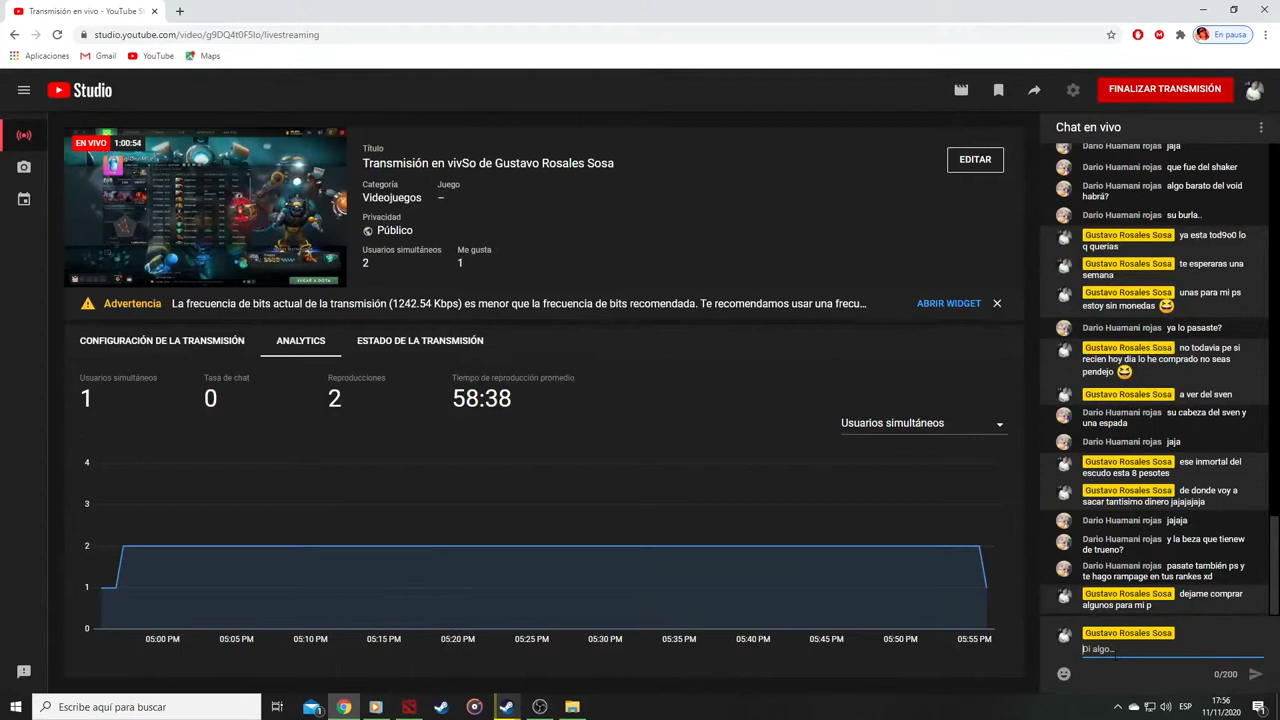 Transmisión en vivo - YouTube St
studio.youtube.com/video/g9DQ4t0F5Io/livestreaming
En pausa
Aplicaciones
Gmail
YouTube
Maps
Studio
FINALIZAR TRANSMISIÓN
EN VIVO
1:00:54
Título
Transmisión en vivSo de Gustavo Rosales Sosa
EDITAR
Categoría
Juego
Videojuegos
–
Privacidad
Público
Usuarios simultáneos
Me gusta
2
1
Advertencia
La frecuencia de bits actual de la transmisión (1242.54 Kbps) es menor que la frecuencia de bits recomendada. Te recomendamos usar una frecu...
ABRIR WIDGET
CONFIGURACIÓN DE LA TRANSMISIÓN
ANALYTICS
ESTADO DE LA TRANSMISIÓN
Usuarios simultáneos
Tasa de chat
Reproducciones
Tiempo de reproducción promedio
1
0
2
58:38
Usuarios simultáneos
4
3
2
1
0
05:00 PM
05:05 PM
05:10 PM
05:15 PM
05:20 PM
05:25 PM
05:30 PM
05:35 PM
05:40 PM
05:45 PM
05:50 PM
05:55 PM
Chat en vivo
Dario Huamani rojas jaja
Dario Huamani rojas que fue del shaker
Dario Huamani rojas algo barato del void
habrá?
Dario Huamani rojas su burla..
Gustavo Rosales Sosa ya esta tod9o0 lo
q querias
Gustavo Rosales Sosa te esperaras una
semana
Gustavo Rosales Sosa unas para mi ps
estoy sin monedas
Dario Huamani rojas ya lo pasaste?
Gustavo Rosales Sosa no todavia pe si
recien hoy dia lo he comprado no seas
pendejo
Gustavo Rosales Sosa a ver del sven
Dario Huamani rojas su cabeza del sven y
una espada
Dario Huamani rojas jaja
Gustavo Rosales Sosa ese inmortal del
escudo esta 8 pesotes
Gustavo Rosales Sosa de donde voy a
sacar tantisimo dinero jajajajaja
Dario Huamani rojas jajaja
Dario Huamani rojas y la beza que tienew
de trueno?
Dario Huamani rojas pasate también ps y
te hago rampage en tus rankes xd
Gustavo Rosales Sosa dejame comprar
algunos para mi p
Gustavo Rosales Sosa
Di algo...
0/200
Escribe aquí para buscar
ESP
17:56
11/11/2020